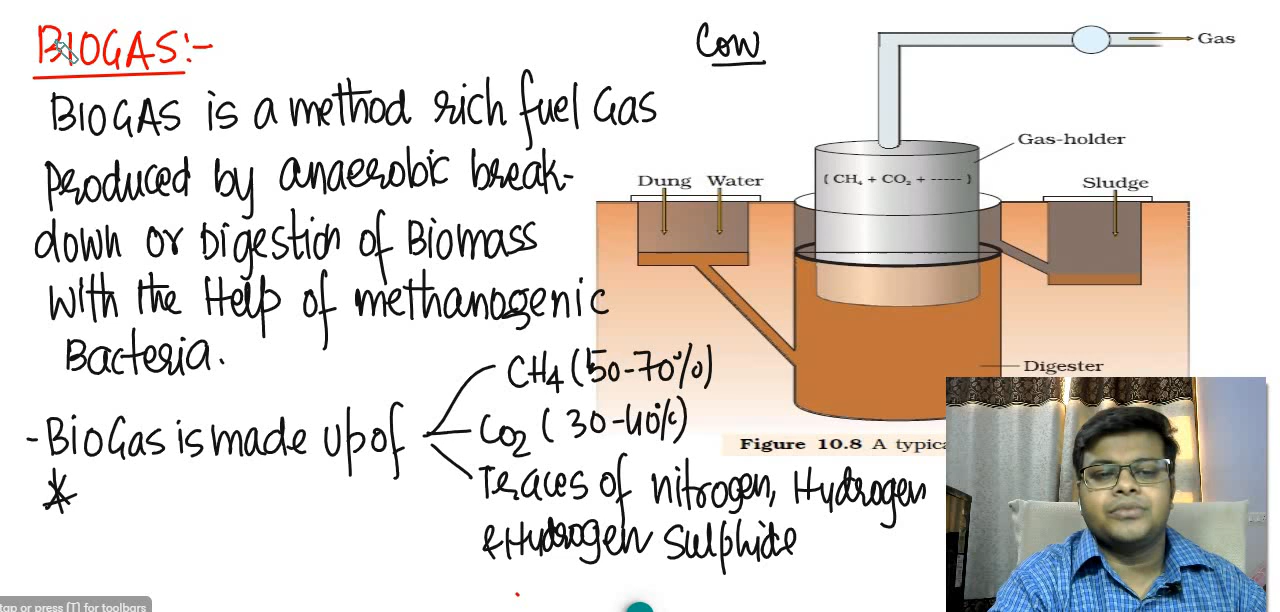 BIOGAS:-
BIOGAS is a method rich fuel Gas
Produced by anaerobic break-
down or Digestion of Biomass
With the Help of methanogenic
Bacteria.
- BioGas is made up of
CH4 (50-70%)
CO2 (30-40%)
Traces of nitrogen, Hydrogen
& Hydrogen Sulphide
Cow
Gas
Gas-holder
( CH₄ + CO₂ + ----- )
Dung Water
Sludge
Digester
Figure 10.8 A typica
tap or press [T] for toolbars